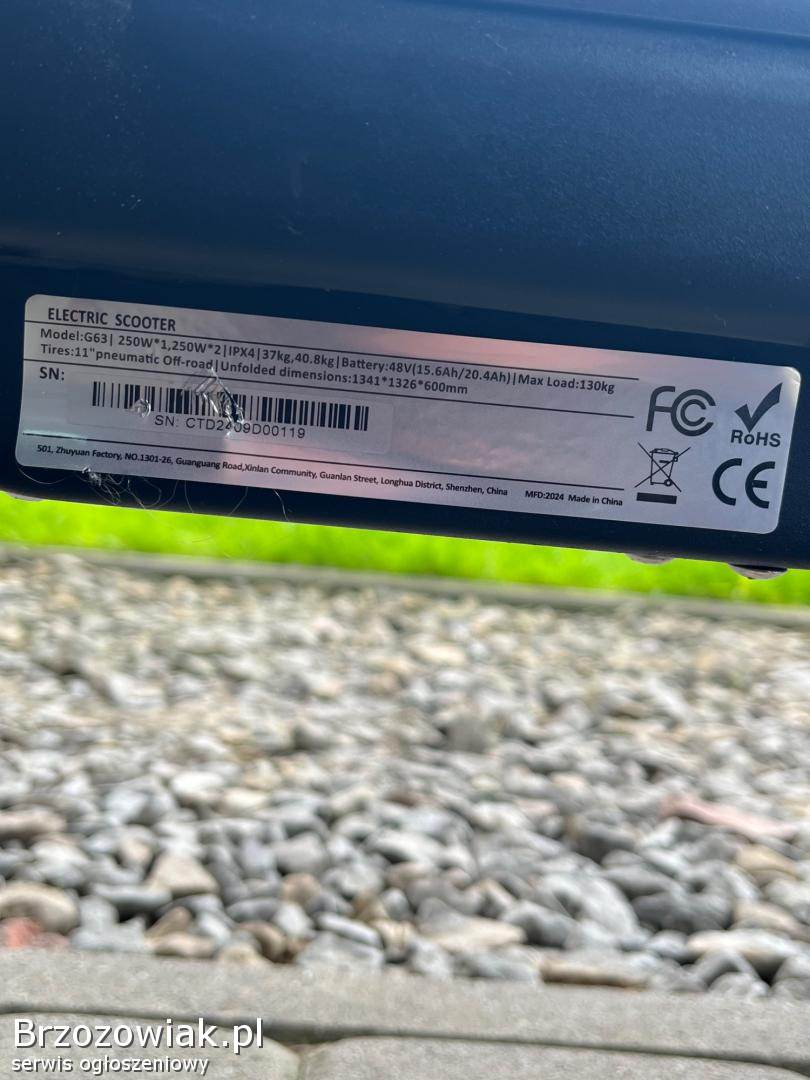 ELECTRIC SCOOTER
Model:G63| 250W*1,250W*2|IPX4|37kg,40.8kg|Battery:48V(15.6Ah/20.4Ah)|Max Load:130kg
Tires:11"pneumatic Off-road|Unfolded dimensions:1341*1326*600mm
SN:
SN: CTD2409D00119
501, Zhuyuan Factory, NO.1301-26, Guanguang Road,Xinlan Community, Guanlan Street, Longhua District, Shenzhen, China MFD:2024 Made in China
FC
RoHS
CE
Brzozowiak.pl
serwis ogłoszeniowy